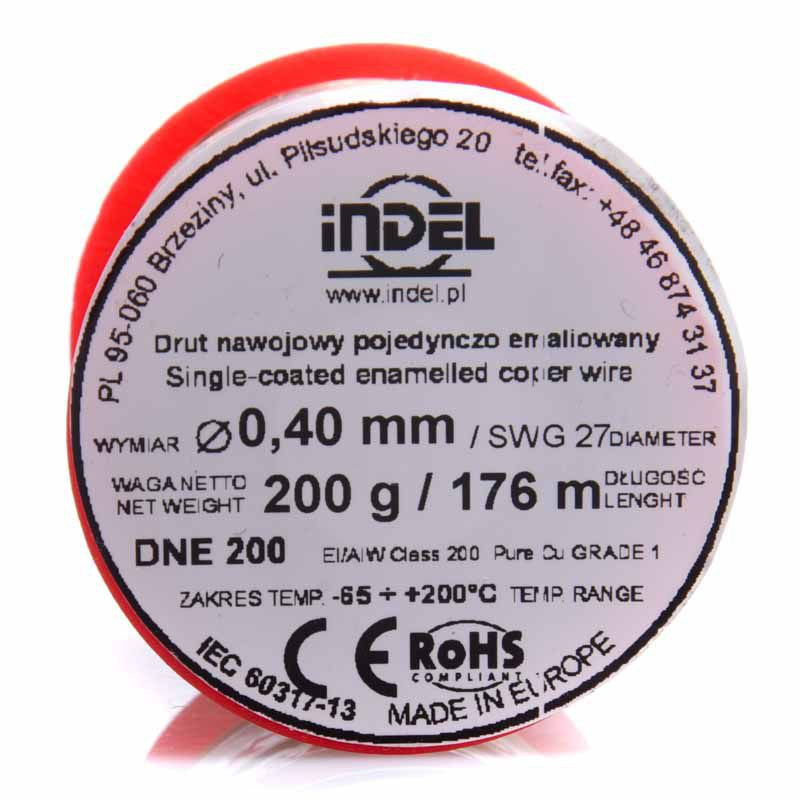 PL 95-060 Brzeziny, ul. Piłsudskiego 20 tel.fax: +48 46 874 31 37
iNDEL
www.indel.pl
Drut nawojowy pojedynczo emaliowany
Single-coated enamelled coper wire
WYMIAR Ø0,40 mm / SWG 27 DIAMETER
WAGA NETTO 200 g / 176 m DŁUGOŚĆ
NET WEIGHT LENGHT
DNE 200 EI/AIW Class 200 Pure Cu GRADE 1
ZAKRES TEMP. -65 ÷ +200°C TEMP. RANGE
CE RoHS
COMPLIANT
IEC 60317-13 MADE IN EUROPE